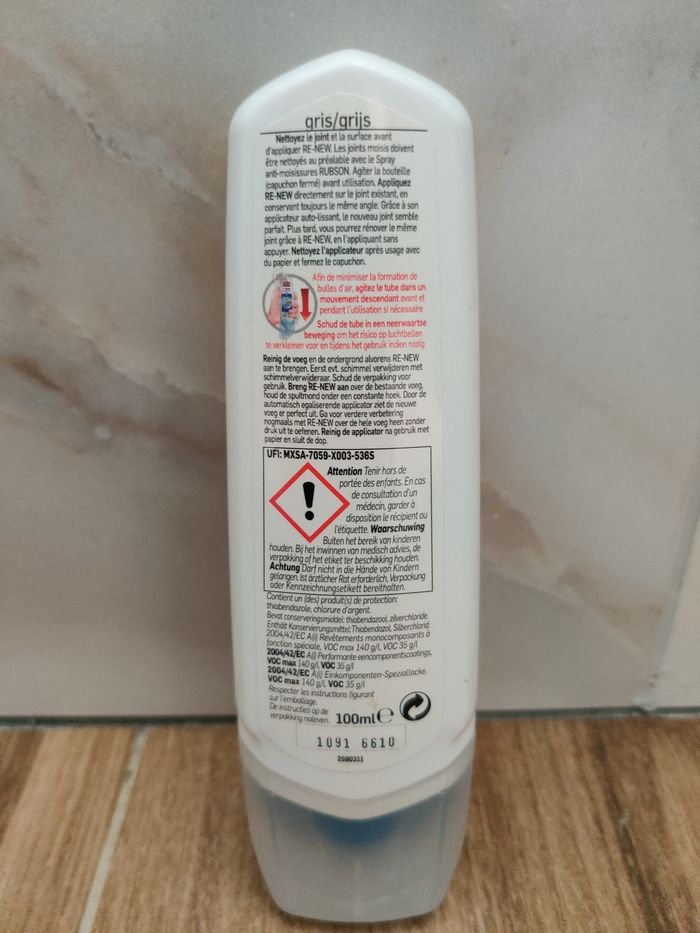 gris/grijs
Nettoyez le joint et la surface avant
d'appliquer RE-NEW. Les joints moisis doivent
être nettoyés au préalable avec le Spray
anti-moisissures RUBSON. Agiter la bouteille
(capuchon fermé) avant utilisation. Appliquez
RE-NEW directement sur le joint existant, en
conservant toujours le même angle. Grâce à son
applicateur auto-lissant, le nouveau joint semble
parfait. Plus tard, vous pourrez rénover le même
joint grâce à RE-NEW, en l'appliquant sans
appuyer. Nettoyez l'applicateur après usage avec
du papier et fermez le capuchon.
Afin de minimiser la formation de
bulles d'air, agitez le tube dans un
mouvement descendant avant et
pendant l'utilisation si nécessaire
Schud de tube in een neerwaartse
beweging om het risico op luchtbellen
te verkleinen voor en tijdens het gebruik indien nodig
Reinig de voeg en de ondergrond alvorens RE-NEW
aan te brengen. Eerst evt. schimmel verwijderen met
schimmelverwijderaar. Schud de verpakking voor
gebruik. Breng RE-NEW aan over de bestaande voeg,
houd de spuitmond onder een constante hoek. Door de
automatisch egaliserende applicator ziet de nieuwe
voeg er perfect uit. Ga voor verdere verbetering
nogmaals met RE-NEW over de hele voeg heen zonder
druk uit te oefenen. Reinig de applicator na gebruik met
papier en sluit de dop.
UFI: MXSA-7059-X003-536S
Attention Tenir hors de
portée des enfants. En cas
de consultation d'un
médecin, garder à
disposition le récipient ou
l'étiquette. Waarschuwing
Buiten het bereik van kinderen
houden. Bij het inwinnen van medisch advies, de
verpakking of het etiket ter beschikking houden.
Achtung Darf nicht in die Hände von Kindern
gelangen. Ist ärztlicher Rat erforderlich, Verpackung
oder Kennzeichnungsetikett bereithalten.
Contient un (des) produit(s) de protection:
thiabendazole, chlorure d'argent.
Bevat conserveringsmiddel: thiabendazool, zilverchloride.
Enthält Konservierungsmittel: Thiabendazol, Silberchlorid.
2004/42/EC A(i) Revêtements monocomposants à
fonction spéciale, VOC max 140 g/l, VOC 35 g/l
2004/42/EC A(i) Performante eencomponentscoatings,
VOC max 140 g/l, VOC 35 g/l
2004/42/EC A(i) Einkomponenten-Speziallacke,
VOC max 140 g/l, VOC 35 g/l
Respecter les instructions figurant
sur l'emballage.
De instructies op de
verpakking naleven. 100ml ℮
1091 6610
2590311